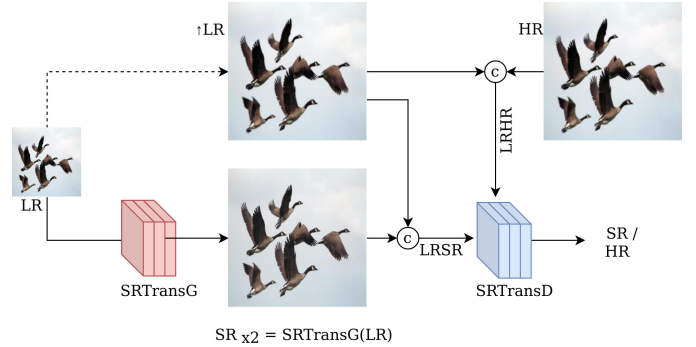 ↑LR
HR
c
LRHR
LR
c
LRSR
SR /
HR
SRTransG
SRTransD
SR x2 = SRTransG(LR)